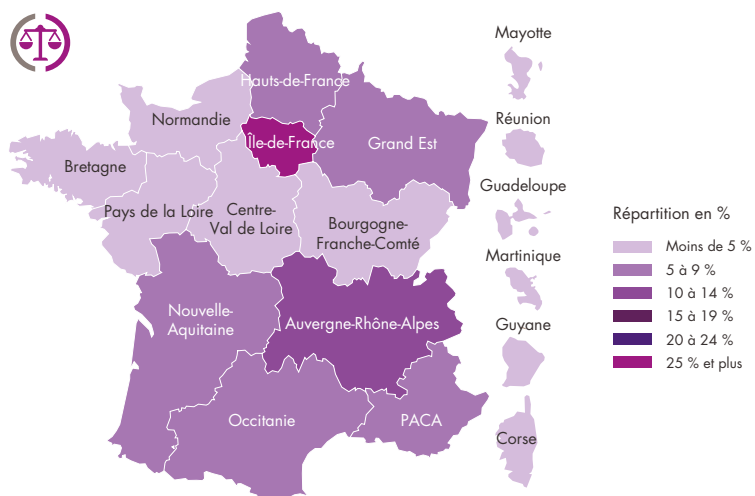 Mayotte
Hauts-de-France
Normandie
Réunion
Île-de-France
Grand Est
Bretagne
Guadeloupe
Pays de la Loire
Centre-
Val de Loire
Bourgogne-
Franche-Comté
Martinique
Nouvelle-
Aquitaine
Auvergne-Rhône-Alpes
Guyane
Occitanie
PACA
Corse
Répartition en %
Moins de 5 %
5 à 9 %
10 à 14 %
15 à 19 %
20 à 24 %
25 % et plus